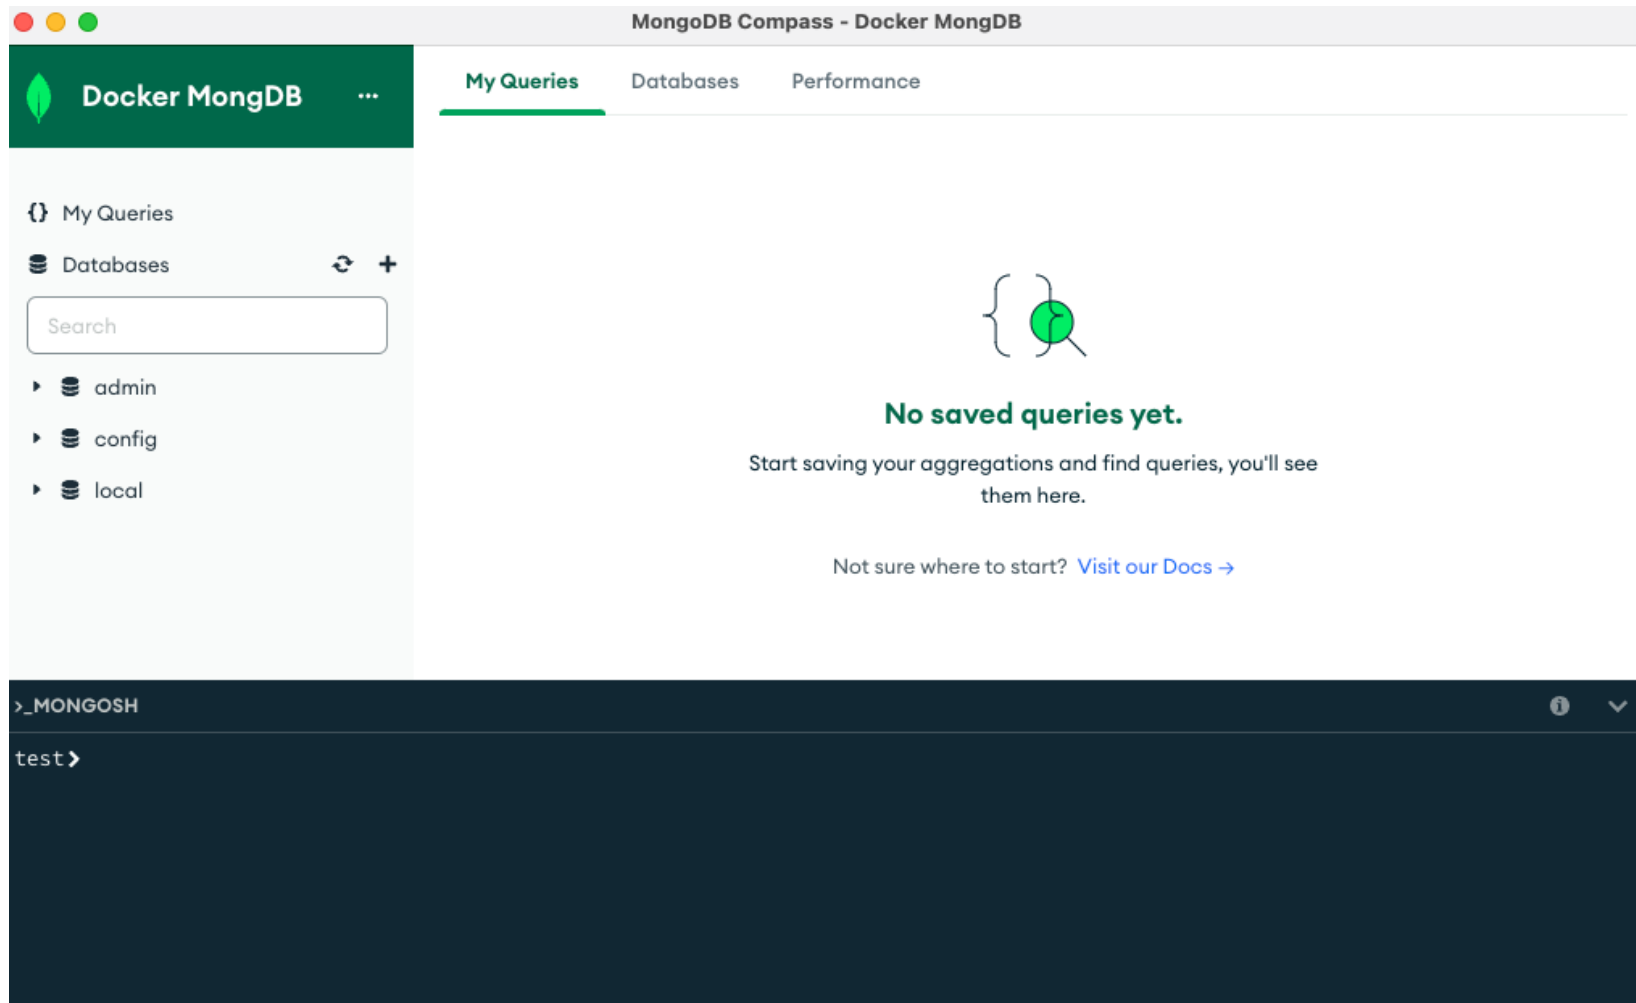 MongoDB Compass - Docker MongDB
Docker MongDB ...
My Queries Databases Performance
{} My Queries
Databases
Search
admin
config
local
No saved queries yet.
Start saving your aggregations and find queries, you'll see
them here.
Not sure where to start? Visit our Docs →
>_MONGOSH
test>